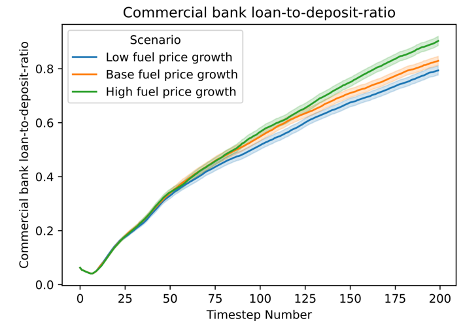 Commercial bank loan-to-deposit-ratio
Scenario
Low fuel price growth
Base fuel price growth
High fuel price growth
Commercial bank loan-to-deposit-ratio
0.8
0.6
0.4
0.2
0.0
0 25 50 75 100 125 150 175 200
Timestep Number